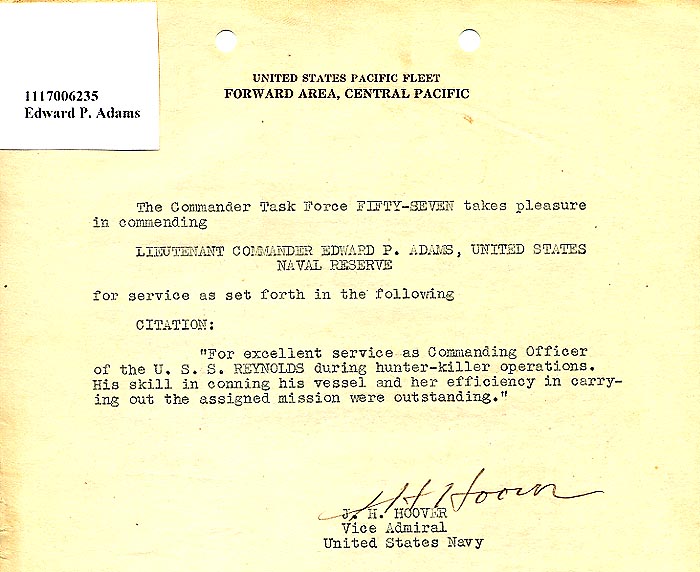 1117006235
Edward P. Adams
UNITED STATES PACIFIC FLEET
FORWARD AREA, CENTRAL PACIFIC
The Commander Task Force FIFTY-SEVEN takes pleasure
in commending
LIEUTENANT COMMANDER EDWARD P. ADAMS, UNITED STATES
NAVAL RESERVE
for service as set forth in the following
CITATION:
"For excellent service as Commanding Officer
of the U. S. S. REYNOLDS during hunter-killer operations.
His skill in conning his vessel and her efficiency in carry-
ing out the assigned mission were outstanding."
J H Hoover
J. H. HOOVER
Vice Admiral
United States Navy